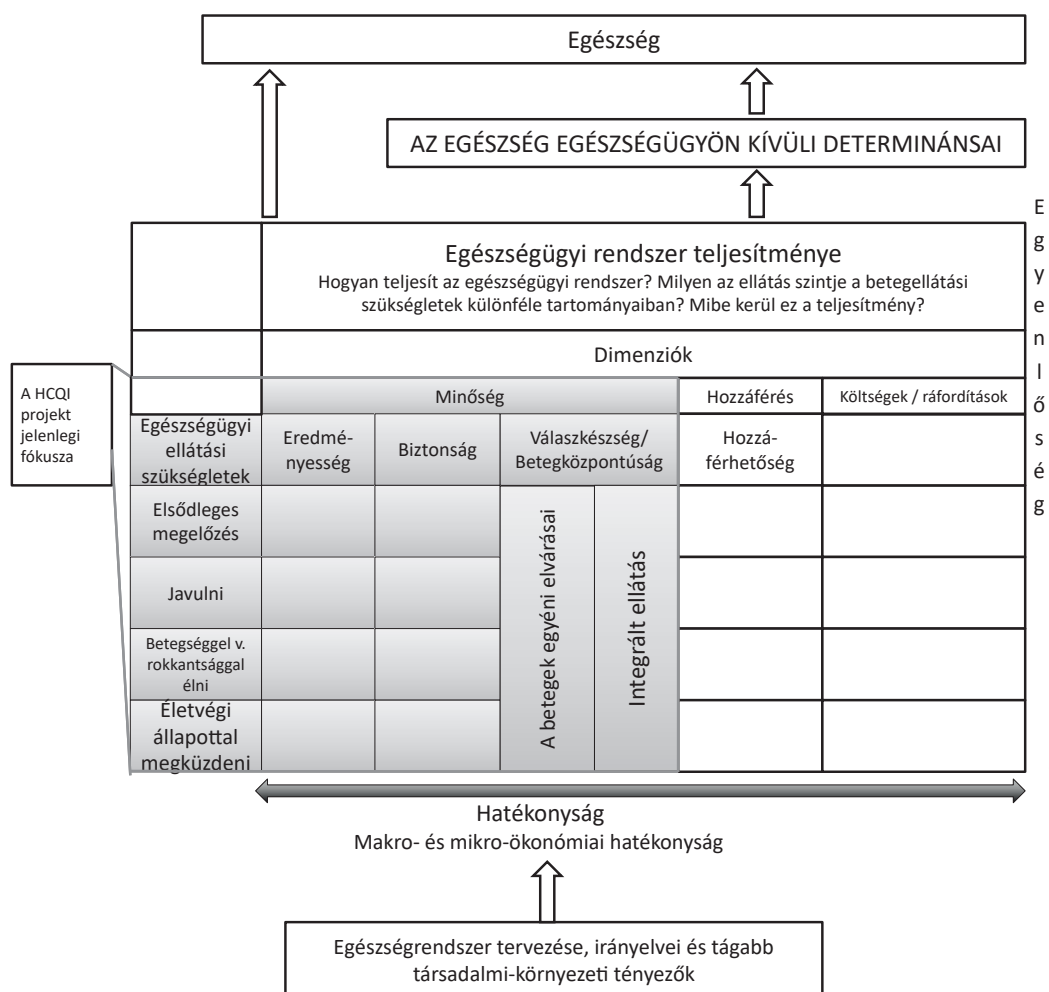 Egészség
AZ EGÉSZSÉG EGÉSZSÉGÜGYÖN KÍVÜLI DETERMINÁNSAI
Egészségügyi rendszer teljesítménye
Hogyan teljesít az egészségügyi rendszer? Milyen az ellátás szintje a betegellátási
szükségletek különféle tartományaiban? Mibe kerül ez a teljesítmény?
Egyenlőség
Dimenziók
A HCQI
projekt
jelenlegi
fókusza
Minőség
Hozzáférés
Költségek / ráfordítások
Egészségügyi
ellátási
szükségletek
Eredmé-
nyesség
Biztonság
Válaszkészség/
Betegközpontúság
Hozzá-
férhetőség
Elsődleges
megelőzés
Javulni
Betegséggel v.
rokkantsággal
élni
Életvégi
állapottal
megküzdeni
A betegek egyéni elvárásai
Integrált ellátás
Hatékonyság
Makro- és mikro-ökonómiai hatékonyság
Egészségrendszer tervezése, irányelvei és tágabb
társadalmi-környezeti tényezők